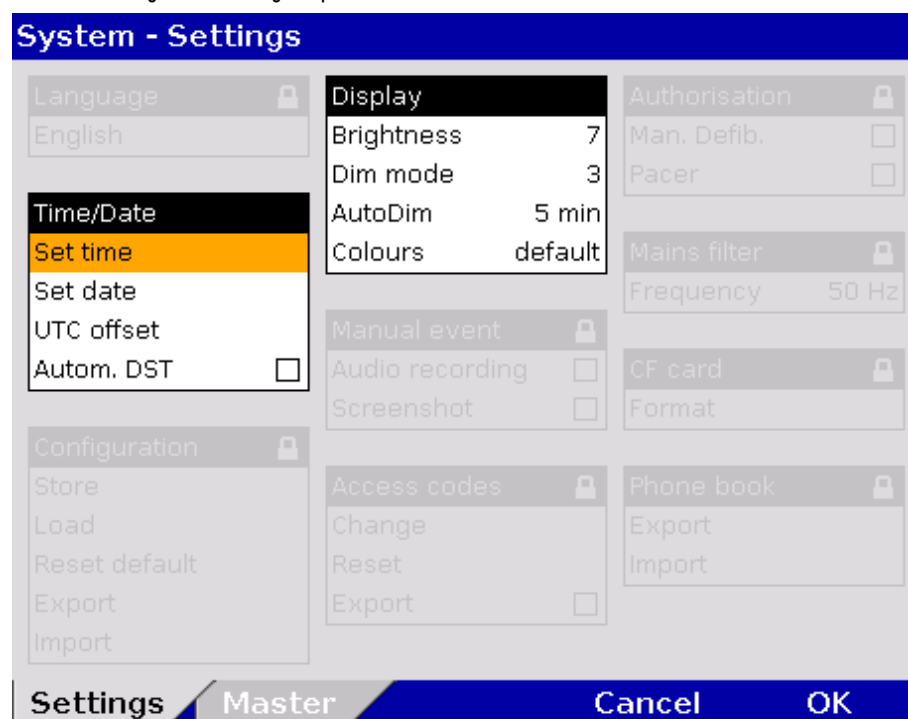 System - Settings
Language
English
Time/Date
Set time
Set date
UTC offset
Autom. DST
Configuration
Store
Load
Reset default
Export
Import
Display
Brightness 7
Dim mode 3
AutoDim 5 min
Colours default
Manual event
Audio recording
Screenshot
Access codes
Change
Reset
Export
Authorisation
Man. Defib.
Pacer
Mains filter
Frequency 50 Hz
CF card
Format
Phone book
Export
Import
Settings Master Cancel OK